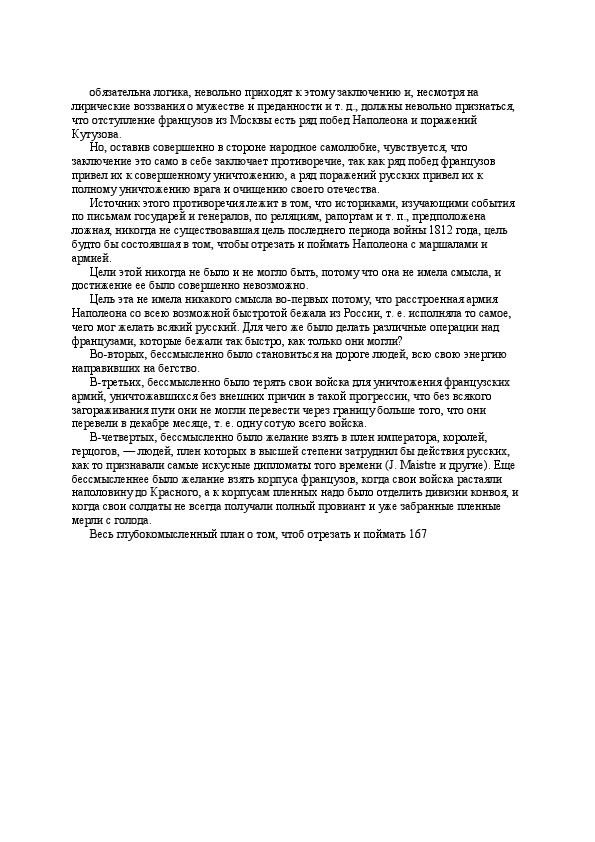 обязательна логика, невольно приходят к этому заключению и, несмотря на
лирические воззвания о мужестве и преданности и т. д., должны невольно признаться,
что отступление французов из Москвы есть ряд побед Наполеона и поражений
Кутузова.
Но, оставив совершенно в стороне народное самолюбие, чувствуется, что
заключение это само в себе заключает противоречие, так как ряд побед французов
привел их к совершенному уничтожению, а ряд поражений русских привел их к
полному уничтожению врага и очищению своего отечества.
Источник этого противоречия лежит в том, что историками, изучающими события
по письмам государей и генералов, по реляциям, рапортам и т. п., предположена
ложная, никогда не существовавшая цель последнего периода войны 1812 года, цель
будто бы состоявшая в том, чтобы отрезать и поймать Наполеона с маршалами и
армией.
Цели этой никогда не было и не могло быть, потому что она не имела смысла, и
достижение ее было совершенно невозможно.
Цель эта не имела никакого смысла во-первых потому, что расстроенная армия
Наполеона со всею возможной быстротой бежала из России, т. е. исполняла то самое,
чего мог желать всякий русский. Для чего же было делать различные операции над
французами, которые бежали так быстро, как только они могли?
Во-вторых, бессмысленно было становиться на дороге людей, всю свою энергию
направивших на бегство.
В-третьих, бессмысленно было терять свои войска для уничтожения французских
армий, уничтожавшихся без внешних причин в такой прогрессии, что без всякого
загораживания пути они не могли перевести через границу больше того, что они
перевели в декабре месяце, т. е. одну сотую всего войска.
В-четвертых, бессмысленно было желание взять в плен императора, королей,
герцогов, — людей, плен которых в высшей степени затруднил бы действия русских,
как то признавали самые искусные дипломаты того времени (J. Maistre и другие). Еще
бессмысленнее было желание взять корпуса французов, когда свои войска растаяли
наполовину до Красного, а к корпусам пленных надо было отделить дивизии конвоя, и
когда свои солдаты не всегда получали полный провиант и уже забранные пленные
мерли с голода.
Весь глубокомысленный план о том, чтоб отрезать и поймать 167